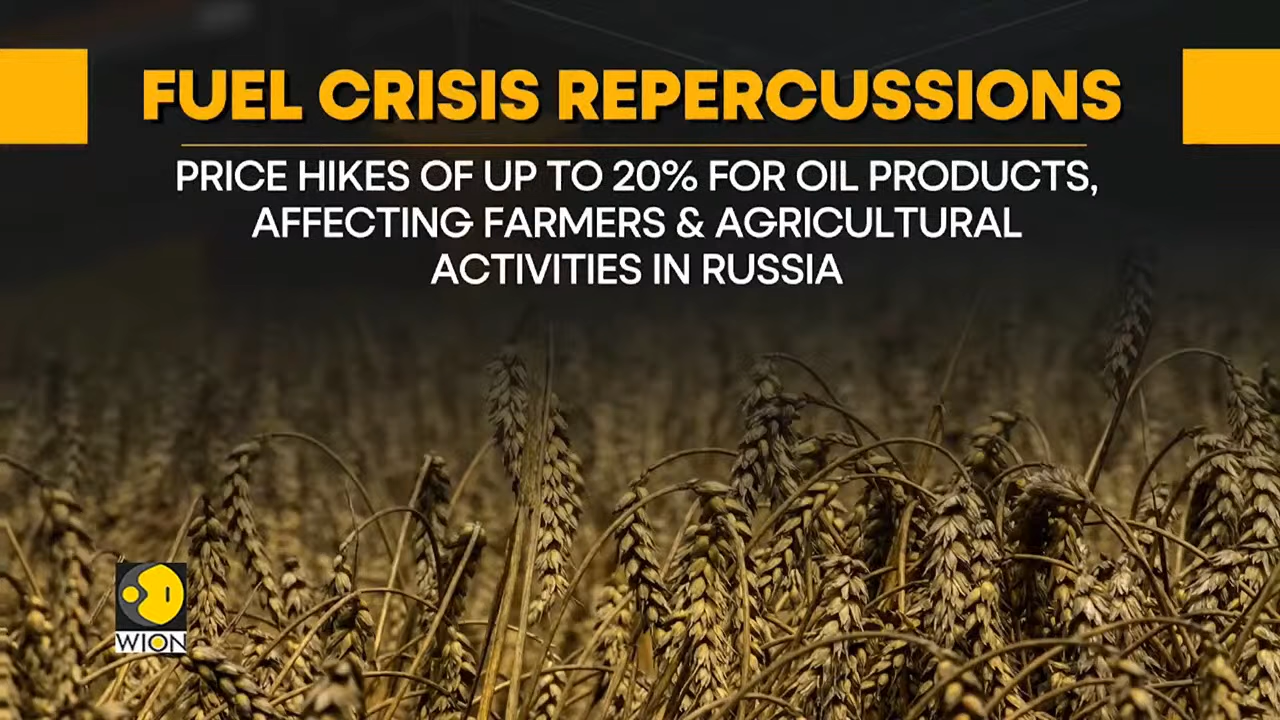 FUEL CRISIS REPERCUSSIONS
PRICE HIKES OF UP TO 20% FOR OIL PRODUCTS,
AFFECTING FARMERS & AGRICULTURAL
ACTIVITIES IN RUSSIA
WION